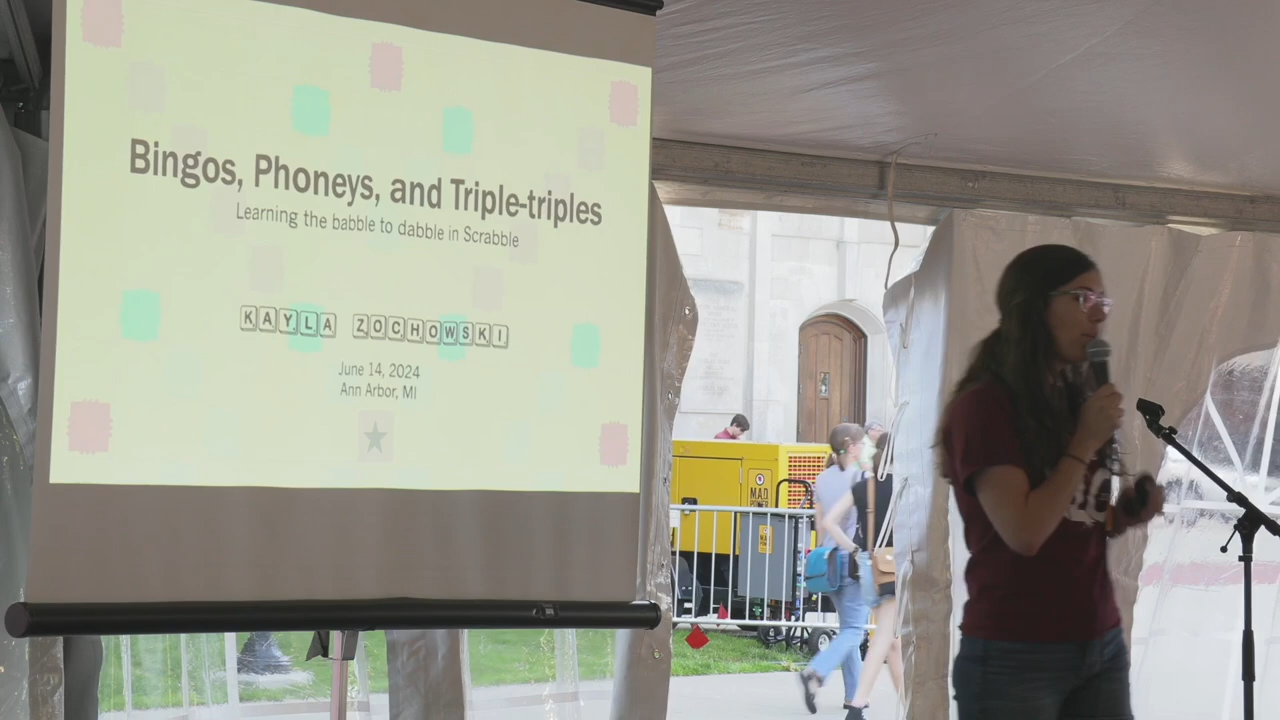 Bingos, Phoneys, and Triple-triples
Learning the babble to dabble in Scrabble
KAYLA ZOCHOWSKI
June 14, 2024
Ann Arbor, MI
M.A.D.
POWER